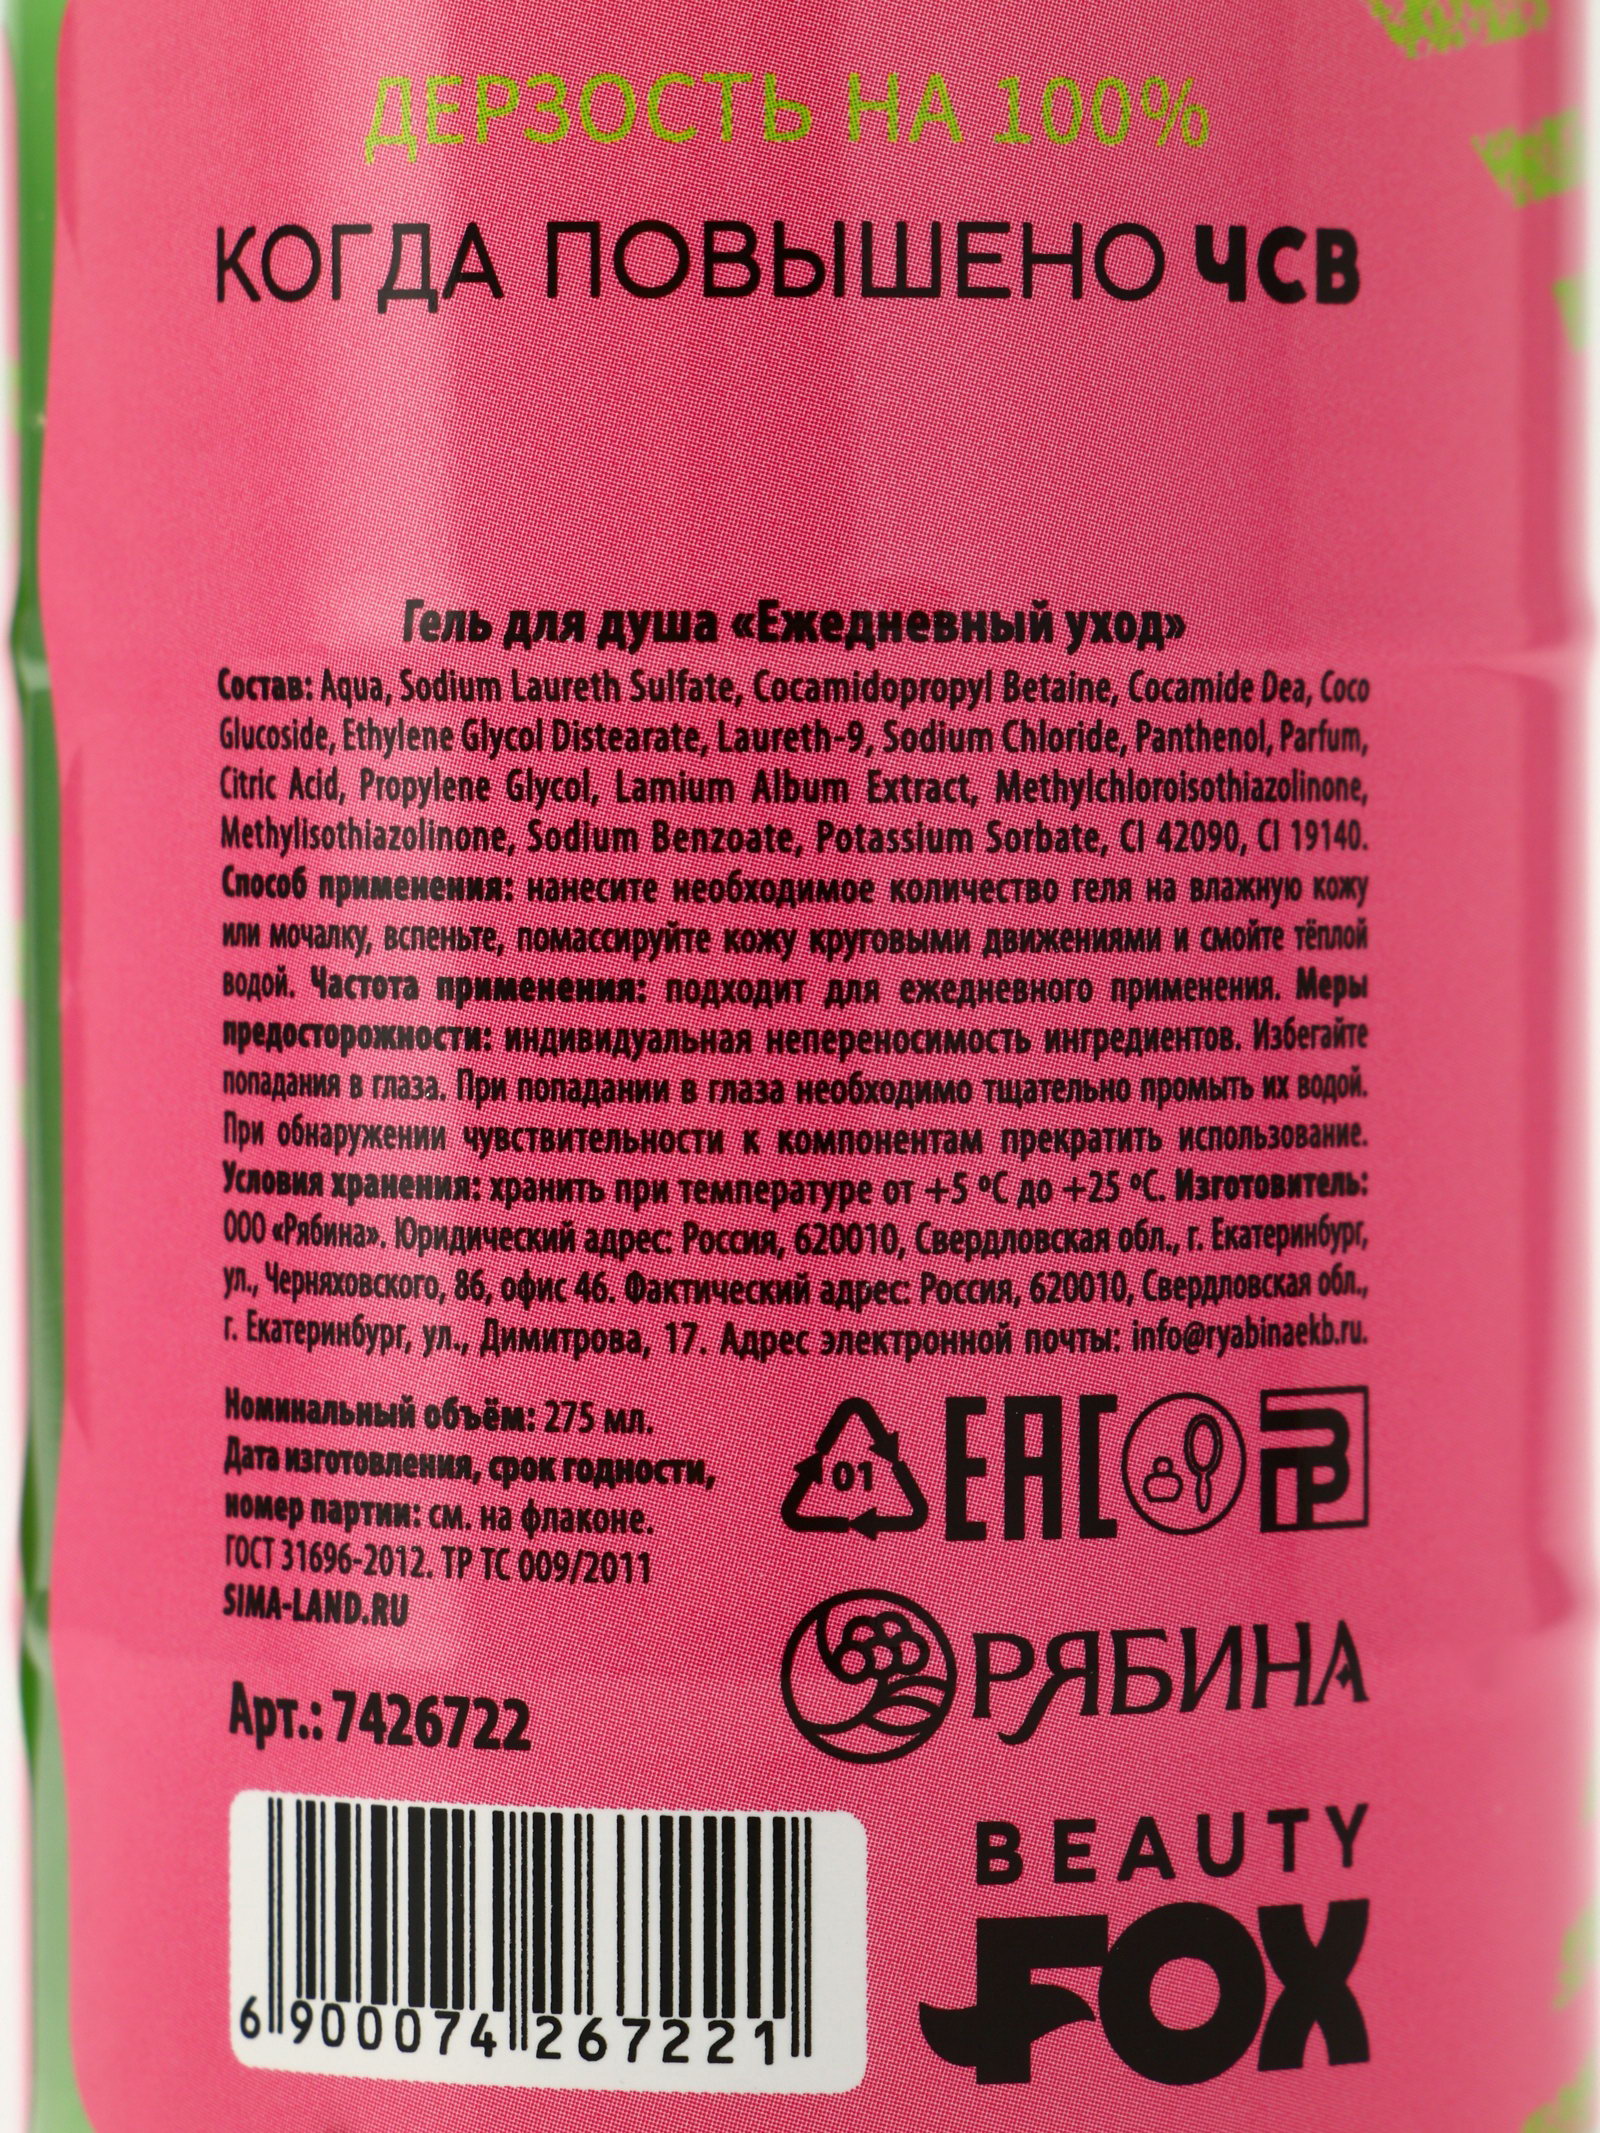 ДЕРЗОСТЬ НА 100%
КОГДА ПОВЫШЕНО ЧСВ
Гель для душа «Ежедневный уход»
Состав: Aqua, Sodium Laureth Sulfate, Cocamidopropyl Betaine, Cocamide Dea, Coco
Glucoside, Ethylene Glycol Distearate, Laureth-9, Sodium Chloride, Panthenol, Parfum,
Citric Acid, Propylene Glycol, Lamium Album Extract, Methylchloroisothiazolinone,
Methylisothiazolinone, Sodium Benzoate, Potassium Sorbate, CI 42090, CI 19140.
Способ применения: нанесите необходимое количество геля на влажную кожу
или мочалку, вспеньте, помассируйте кожу круговыми движениями и смойте тёплой
водой. Частота применения: подходит для ежедневного применения. Меры
предосторожности: индивидуальная непереносимость ингредиентов. Избегайте
попадания в глаза. При попадании в глаза необходимо тщательно промыть их водой.
При обнаружении чувствительности к компонентам прекратить использование.
Условия хранения: хранить при температуре от +5 °С до +25 °С. Изготовитель:
ООО «Рябина». Юридический адрес: Россия, 620010, Свердловская обл., г. Екатеринбург,
ул., Черняховского, 86, офис 46. Фактический адрес: Россия, 620010, Свердловская обл.,
г. Екатеринбург, ул., Димитрова, 17. Адрес электронной почты: info@ryabinaekb.ru.
Номинальный объём: 275 мл.
Дата изготовления, срок годности,
номер партии: см. на флаконе.
ГОСТ 31696-2012. ТР ТС 009/2011
SIMA-LAND.RU
01
EAC
РЯБИНА
Арт.: 7426722
6 900074 267221
BEAUTY
FOX